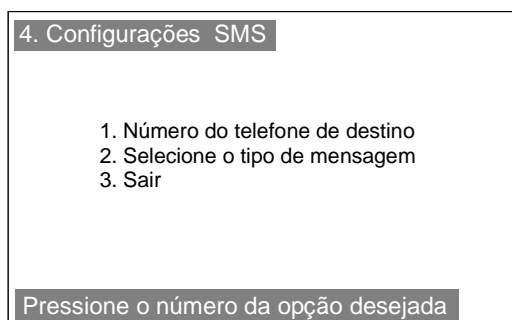 4. Configurações SMS
1. Número do telefone de destino
2. Selecione o tipo de mensagem
3. Sair
Pressione o número da opção desejada